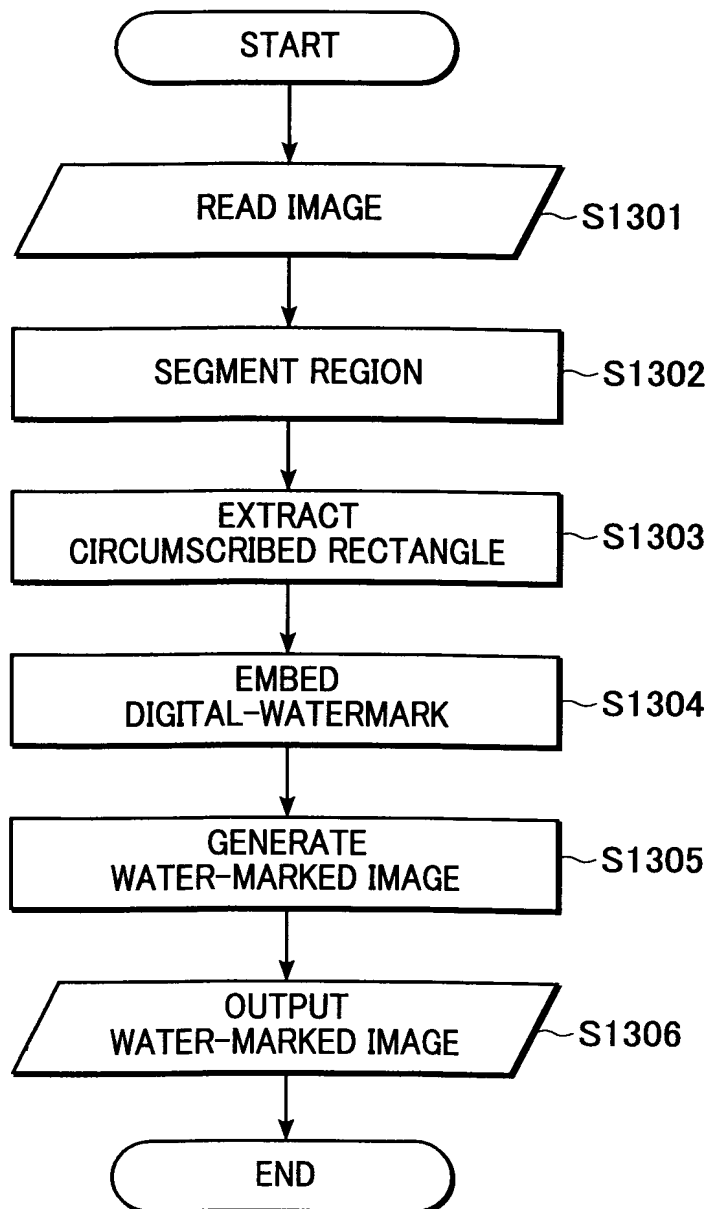 START
READ IMAGE
S1301
SEGMENT REGION
S1302
EXTRACT
CIRCUMSCRIBED RECTANGLE
S1303
EMBED
DIGITAL-WATERMARK
S1304
GENERATE
WATER-MARKED IMAGE
S1305
OUTPUT
WATER-MARKED IMAGE
S1306
END